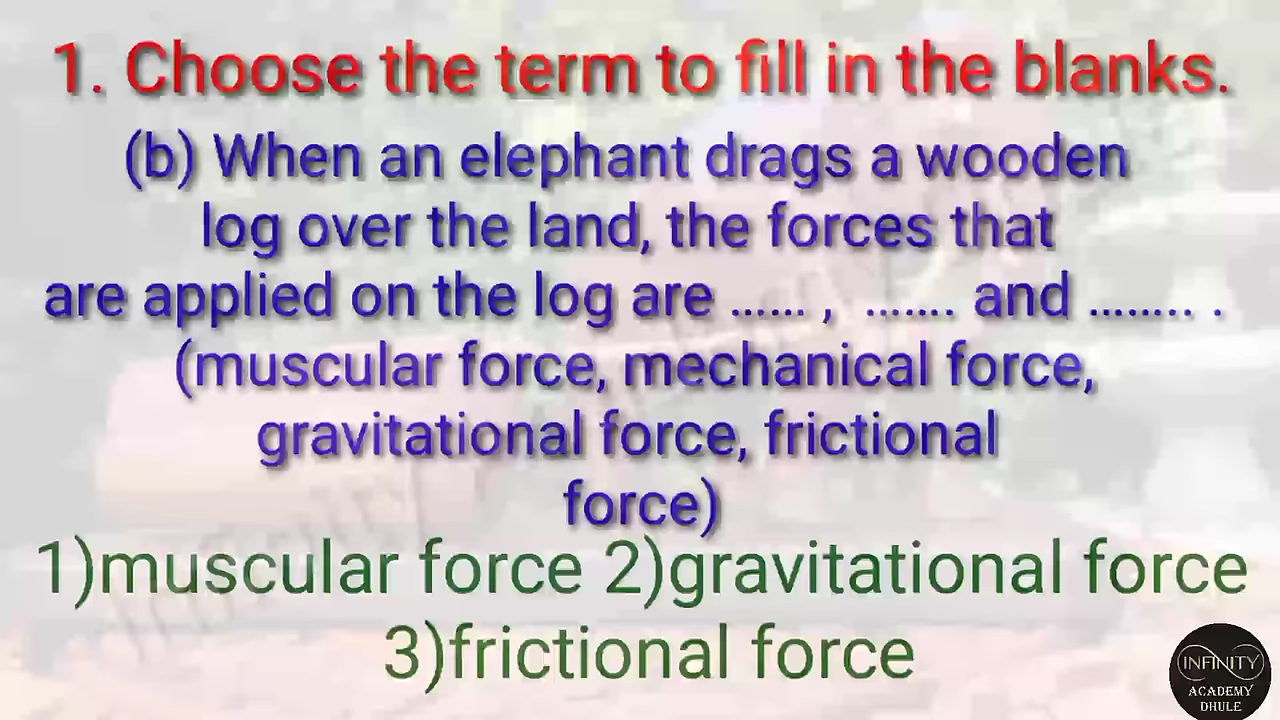 1. Choose the term to fill in the blanks.
(b) When an elephant drags a wooden
log over the land, the forces that
are applied on the log are ...... , ....... and ........ .
(muscular force, mechanical force,
gravitational force, frictional
force)
1)muscular force 2)gravitational force
3)frictional force
INFINITY
ACADEMY
DHULE